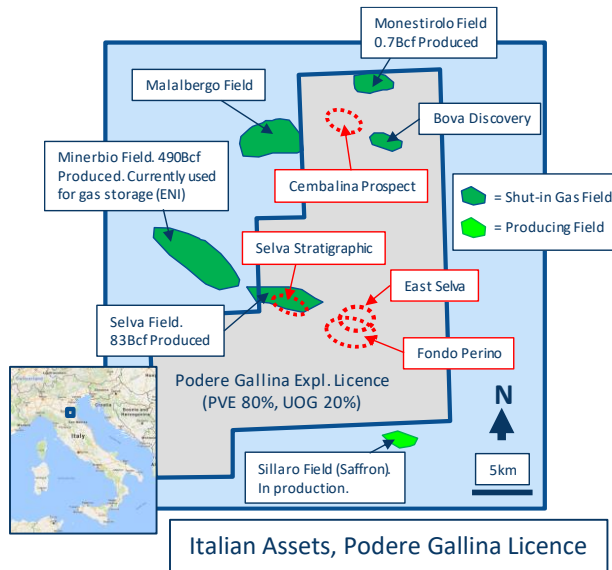 Monestirolo Field
0.7Bcf Produced
Malalbergo Field
Bova Discovery
Minerbio Field. 490Bcf
Produced. Currently used
for gas storage (ENI)
Cembalina Prospect
= Shut-in Gas Field
= Producing Field
Selva Stratigraphic
East Selva
Selva Field.
83Bcf Produced
Fondo Perino
Podere Gallina Expl. Licence
(PVE 80%, UOG 20%)
N
5km
Sillaro Field (Saffron).
In production.
Italy
Croatia
Italian Assets, Podere Gallina Licence